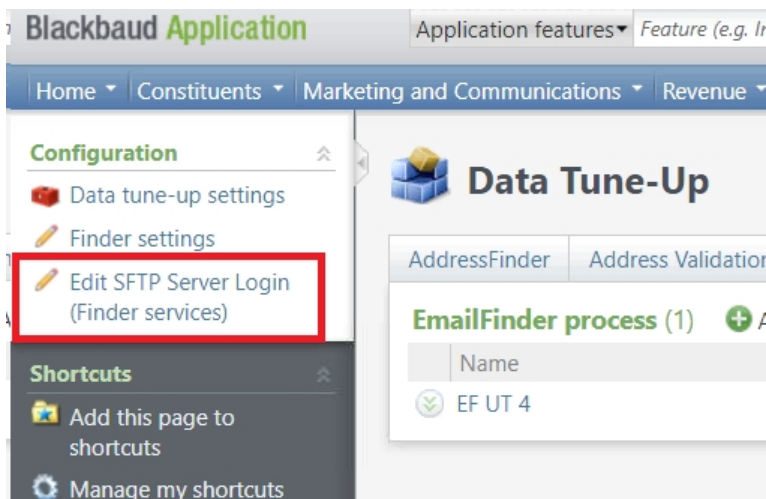 Blackbaud Application
Application features
Feature (e.g.
Home
Constituents
Marketing and Communications
Revenue
Configuration
Data tune-up settings
Finder settings
Edit SFTP Server Login
(Finder services)
Shortcuts
Add this page to
shortcuts
Manage my shortcuts
Data Tune-Up
AddressFinder
Address Validation
EmailFinder process (1)
Name
EF UT 4